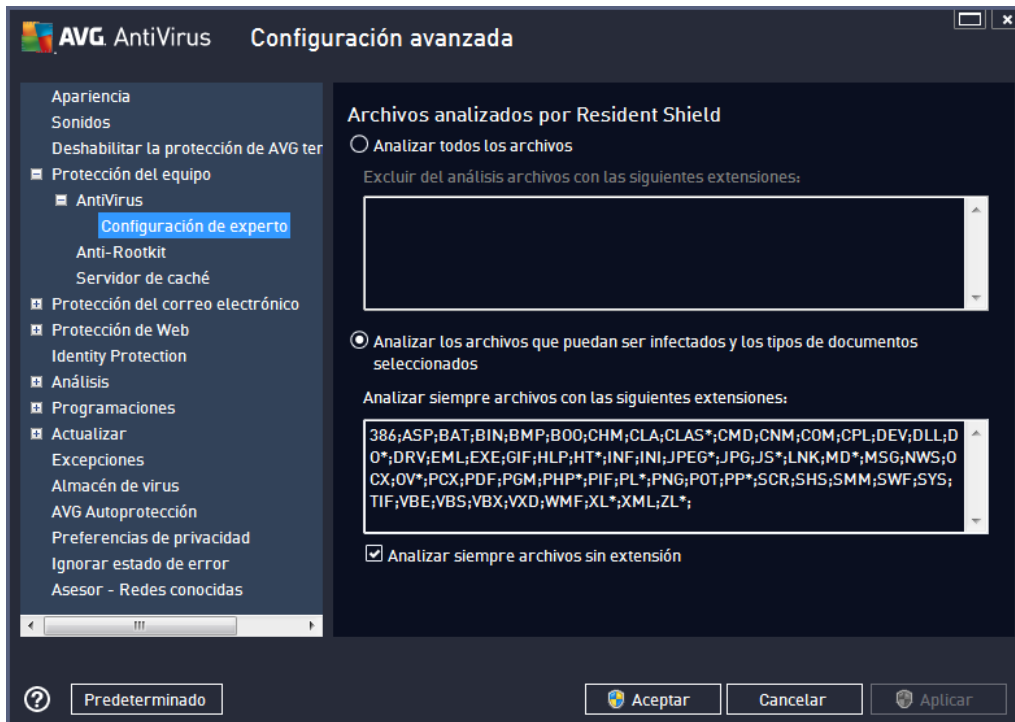 AVG AntiVirus Configuración avanzada
Apariencia
Sonidos
Deshabilitar la protección de AVG ter
Protección del equipo
AntiVirus
Configuración de experto
Anti-Rootkit
Servidor de caché
Protección del correo electrónico
Protección de Web
Identity Protection
Análisis
Programaciones
Actualizar
Excepciones
Almacén de virus
AVG Autoprotección
Preferencias de privacidad
Ignorar estado de error
Asesor - Redes conocidas
Archivos analizados por Resident Shield
Analizar todos los archivos
Excluir del análisis archivos con las siguientes extensiones:
Analizar los archivos que puedan ser infectados y los tipos de documentos
seleccionados
Analizar siempre archivos con las siguientes extensiones:
386;ASP;BAT;BIN;BMP;BOO;CHM;CLA;CLAS*;CMD;CNM;COM;CPL;DEV;DLL;D
O*;DRV;EML;EXE;GIF;HLP;HT*;INF;INI;JPEG*;JPG;JS*;LNK;MD*;MSG;NWS;O
CX;OV*;PCX;PDF;PGM;PHP*;PIF;PL*;PNG;POT;PP*;SCR;SHS;SMM;SWF;SYS;
TIF;VBE;VBS;VBX;VXD;WMF;XL*;XML;ZL*;
Analizar siempre archivos sin extensión
Predeterminado
Aceptar
Cancelar
Aplicar